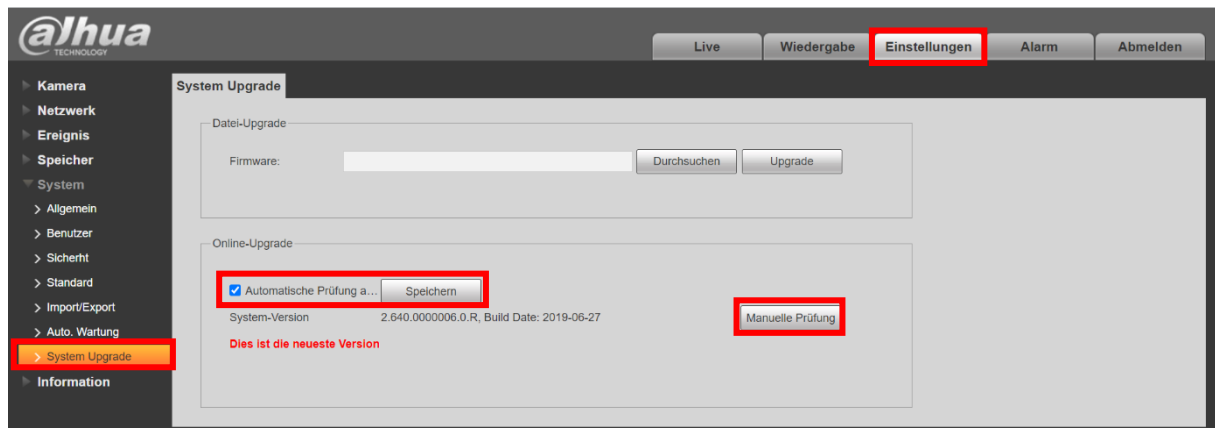 alhua
TECHNOLOGY
Live Wiedergabe Einstellungen Alarm Abmelden
Kamera
Netzwerk
Ereignis
Speicher
System
Allgemein
Benutzer
Sicherht
Standard
Import/Export
Auto. Wartung
System Upgrade
Information
System Upgrade
Datei-Upgrade
Firmware: Durchsuchen Upgrade
Online-Upgrade
Automatische Prüfung a... Speichern
System-Version 2.640.0000006.0.R, Build Date: 2019-06-27 Manuelle Prüfung
Dies ist die neueste Version